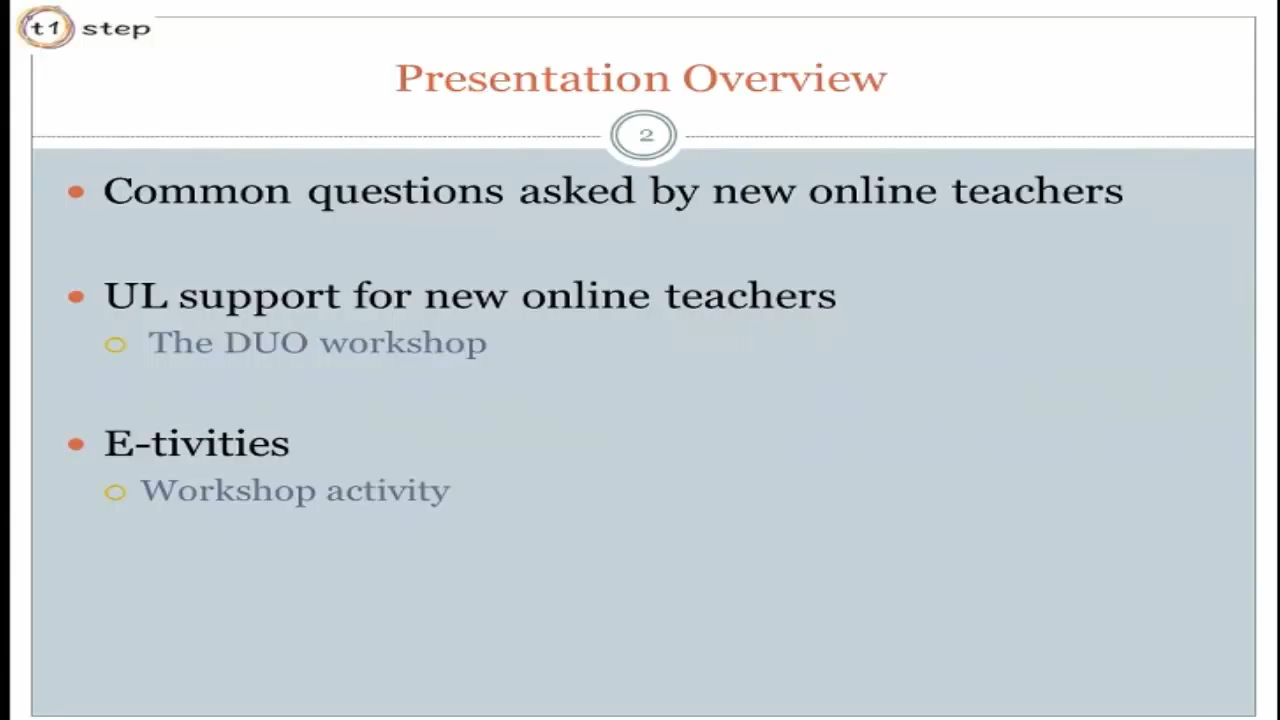 t1 step
Presentation Overview
2
Common questions asked by new online teachers
UL support for new online teachers
The DUO workshop
E-tivities
Workshop activity